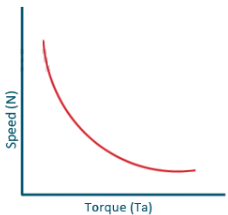 Speed (N)
Torque (Ta)